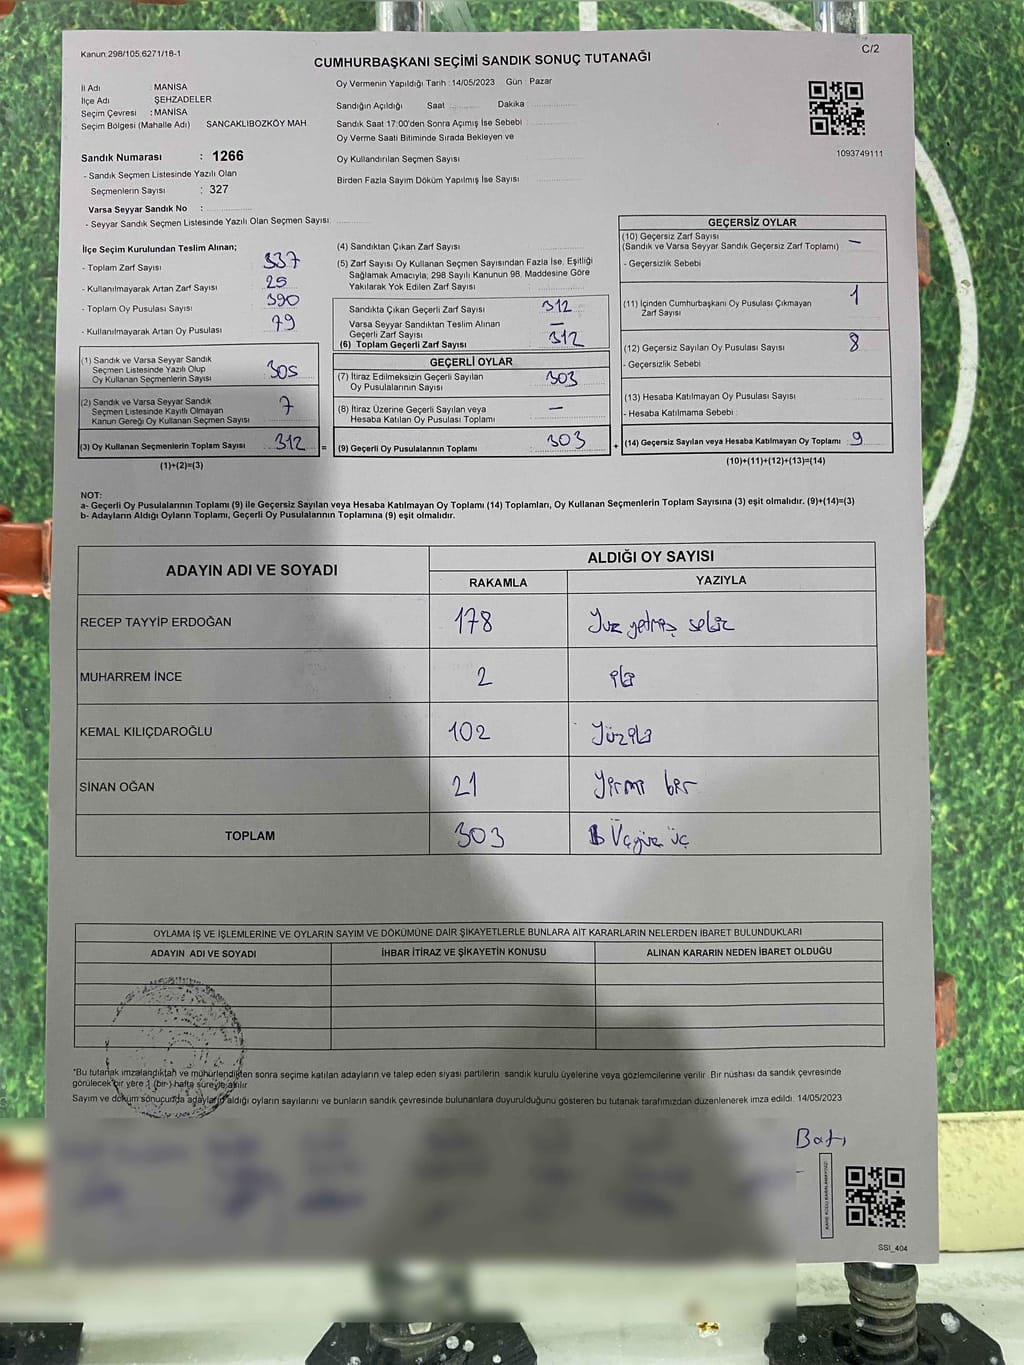 Kanun:298/105.6271/18-1
C/2
CUMHURBAŞKANI SEÇİMİ SANDIK SONUÇ TUTANAĞI
İl Adı : MANİSA
İlçe Adı ŞEHZADELER
Seçim Çevresi : MANİSA
Seçim Bölgesi (Mahalle Adı) SANCAKLIBOZKÖY MAH.
Oy Vermenin Yapıldığı Tarih : 14/05/2023 Gün : Pazar
Sandığın Açıldığı Saat Dakika
Sandık Saat 17:00'den Sonra Açımış İse Sebebi
Oy Verme Saati Bitiminde Sırada Bekleyen ve
Oy Kullandırılan Seçmen Sayısı
Birden Fazla Sayım Döküm Yapılmış İse Sayısı
1093749111
Sandık Numarası : 1266
- Sandık Seçmen Listesinde Yazılı Olan
Seçmenlerin Sayısı : 327
Varsa Seyyar Sandık No :
- Seyyar Sandık Seçmen Listesinde Yazılı Olan Seçmen Sayısı:
İlçe Seçim Kurulundan Teslim Alınan;
- Toplam Zarf Sayısı 337
- Kullanılmayarak Artan Zarf Sayısı 25
- Toplam Oy Pusulası Sayısı 390
- Kullanılmayarak Artan Oy Pusulası 79
(1) Sandık ve Varsa Seyyar Sandık
Seçmen Listesinde Yazılı Olup
Oy Kullanan Seçmenlerin Sayısı 305
(2) Sandık ve Varsa Seyyar Sandık
Seçmen Listesinde Kayıtlı Olmayan
Kanun Gereği Oy Kullanan Seçmen Sayısı 7
(3) Oy Kullanan Seçmenlerin Toplam Sayısı 312 =
(1)+(2)=(3)
(4) Sandıktan Çıkan Zarf Sayısı
(5) Zarf Sayısı Oy Kullanan Seçmen Sayısından Fazla İse, Eşitliği
Sağlamak Amacıyla; 298 Sayılı Kanunun 98. Maddesine Göre
Yakılarak Yok Edilen Zarf Sayısı
Sandıkta Çıkan Geçerli Zarf Sayısı 312
Varsa Seyyar Sandıktan Teslim Alınan
Geçerli Zarf Sayısı —
(6) Toplam Geçerli Zarf Sayısı 312
GEÇERLİ OYLAR
(7) İtiraz Edilmeksizin Geçerli Sayılan
Oy Pusulalarının Sayısı 303
(8) İtiraz Üzerine Geçerli Sayılan veya
Hesaba Katılan Oy Pusulası Toplamı —
(9) Geçerli Oy Pusulalarının Toplamı 303 +
GEÇERSİZ OYLAR
(10) Geçersiz Zarf Sayısı
(Sandık ve Varsa Seyyar Sandık Geçersiz Zarf Toplamı) —
- Geçersizlik Sebebi
(11) İçinden Cumhurbaşkanı Oy Pusulası Çıkmayan
Zarf Sayısı 1
(12) Geçersiz Sayılan Oy Pusulası Sayısı 8
- Geçersizlik Sebebi
(13) Hesaba Katılmayan Oy Pusulası Sayısı
- Hesaba Katılmama Sebebi
(14) Geçersiz Sayılan veya Hesaba Katılmayan Oy Toplamı 9
(10)+(11)+(12)+(13)=(14)
NOT:
a- Geçerli Oy Pusulalarının Toplamı (9) ile Geçersiz Sayılan veya Hesaba Katılmayan Oy Toplamı (14) Toplamları, Oy Kullanan Seçmenlerin Toplam Sayısına (3) eşit olmalıdır. (9)+(14)=(3)
b- Adayların Aldığı Oyların Toplamı, Geçerli Oy Pusulalarının Toplamına (9) eşit olmalıdır.
ADAYIN ADI VE SOYADI
ALDIĞI OY SAYISI
RAKAMLA YAZIYLA
RECEP TAYYİP ERDOĞAN 178 Yüz yetmiş sekiz
MUHARREM İNCE 2 iki
KEMAL KILIÇDAROĞLU 102 Yüziki
SİNAN OĞAN 21 Yirmi bir
TOPLAM 303 Üçyüz üç
OYLAMA İŞ VE İŞLEMLERİNE VE OYLARIN SAYIM VE DÖKÜMÜNE DAİR ŞİKAYETLERLE BUNLARA AİT KARARLARIN NELERDEN İBARET BULUNDUKLARI
ADAYIN ADI VE SOYADI İHBAR İTİRAZ VE ŞİKAYETİN KONUSU ALINAN KARARIN NEDEN İBARET OLDUĞU
*Bu tutanak imzalandıktan ve mühürlendikten sonra seçime katılan adayların ve talep eden siyasi partilerin sandık kurulu üyelerine veya gözlemcilerine verilir. Bir nüshası da sandık çevresinde
görülecek bir yere 1 (bir) hafta süreyle asılır.
Sayım ve döküm sonucunda adayların aldığı oyların sayılarını ve bunların sandık çevresinde bulunanlara duyurulduğunu gösteren bu tutanak tarafımızdan düzenlenerek imza edildi. 14/05/2023
Batı
SSI_404